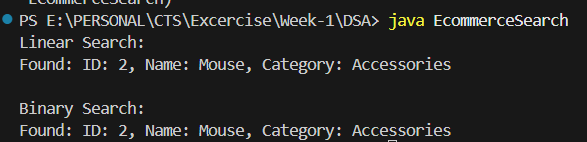 EcommerceSearch)
PS E:\PERSONAL\CTS\Excercise\Week-1\DSA> java EcommerceSearch
Linear Search:
Found: ID: 2, Name: Mouse, Category: Accessories
Binary Search:
Found: ID: 2, Name: Mouse, Category: Accessories